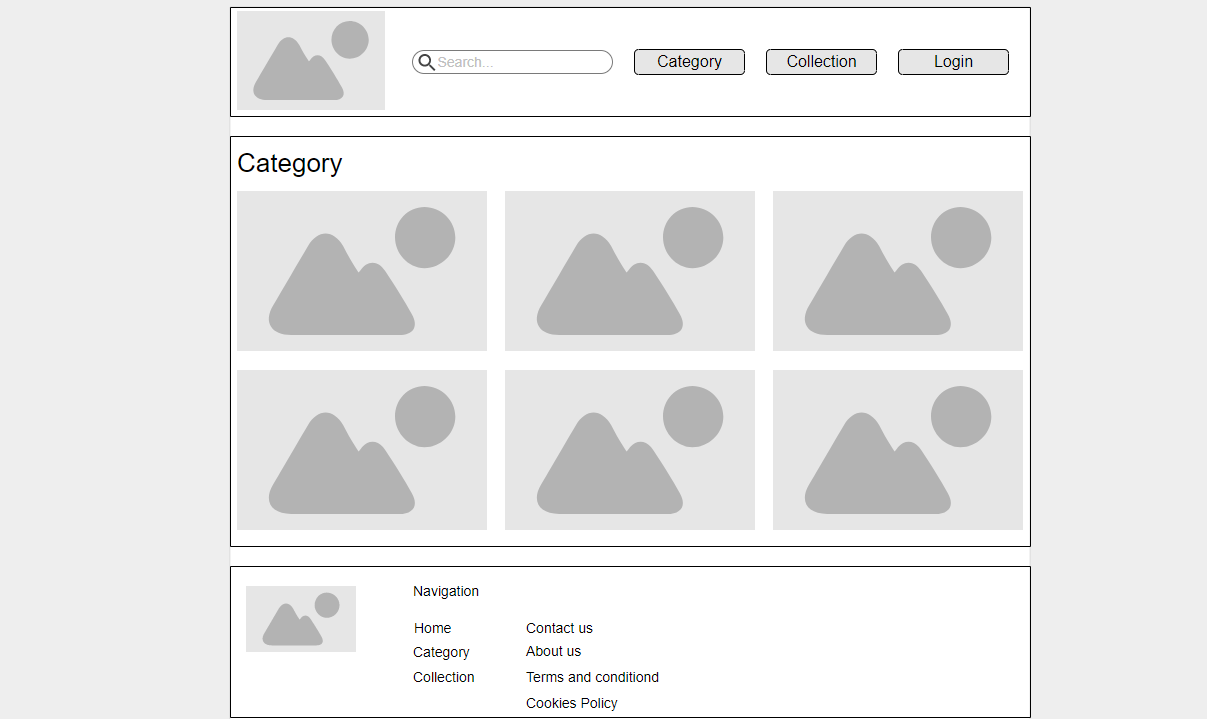 Search...
Category
Collection
Login
Category
Navigation
Home
Contact us
Category
About us
Collection
Terms and conditiond
Cookies Policy